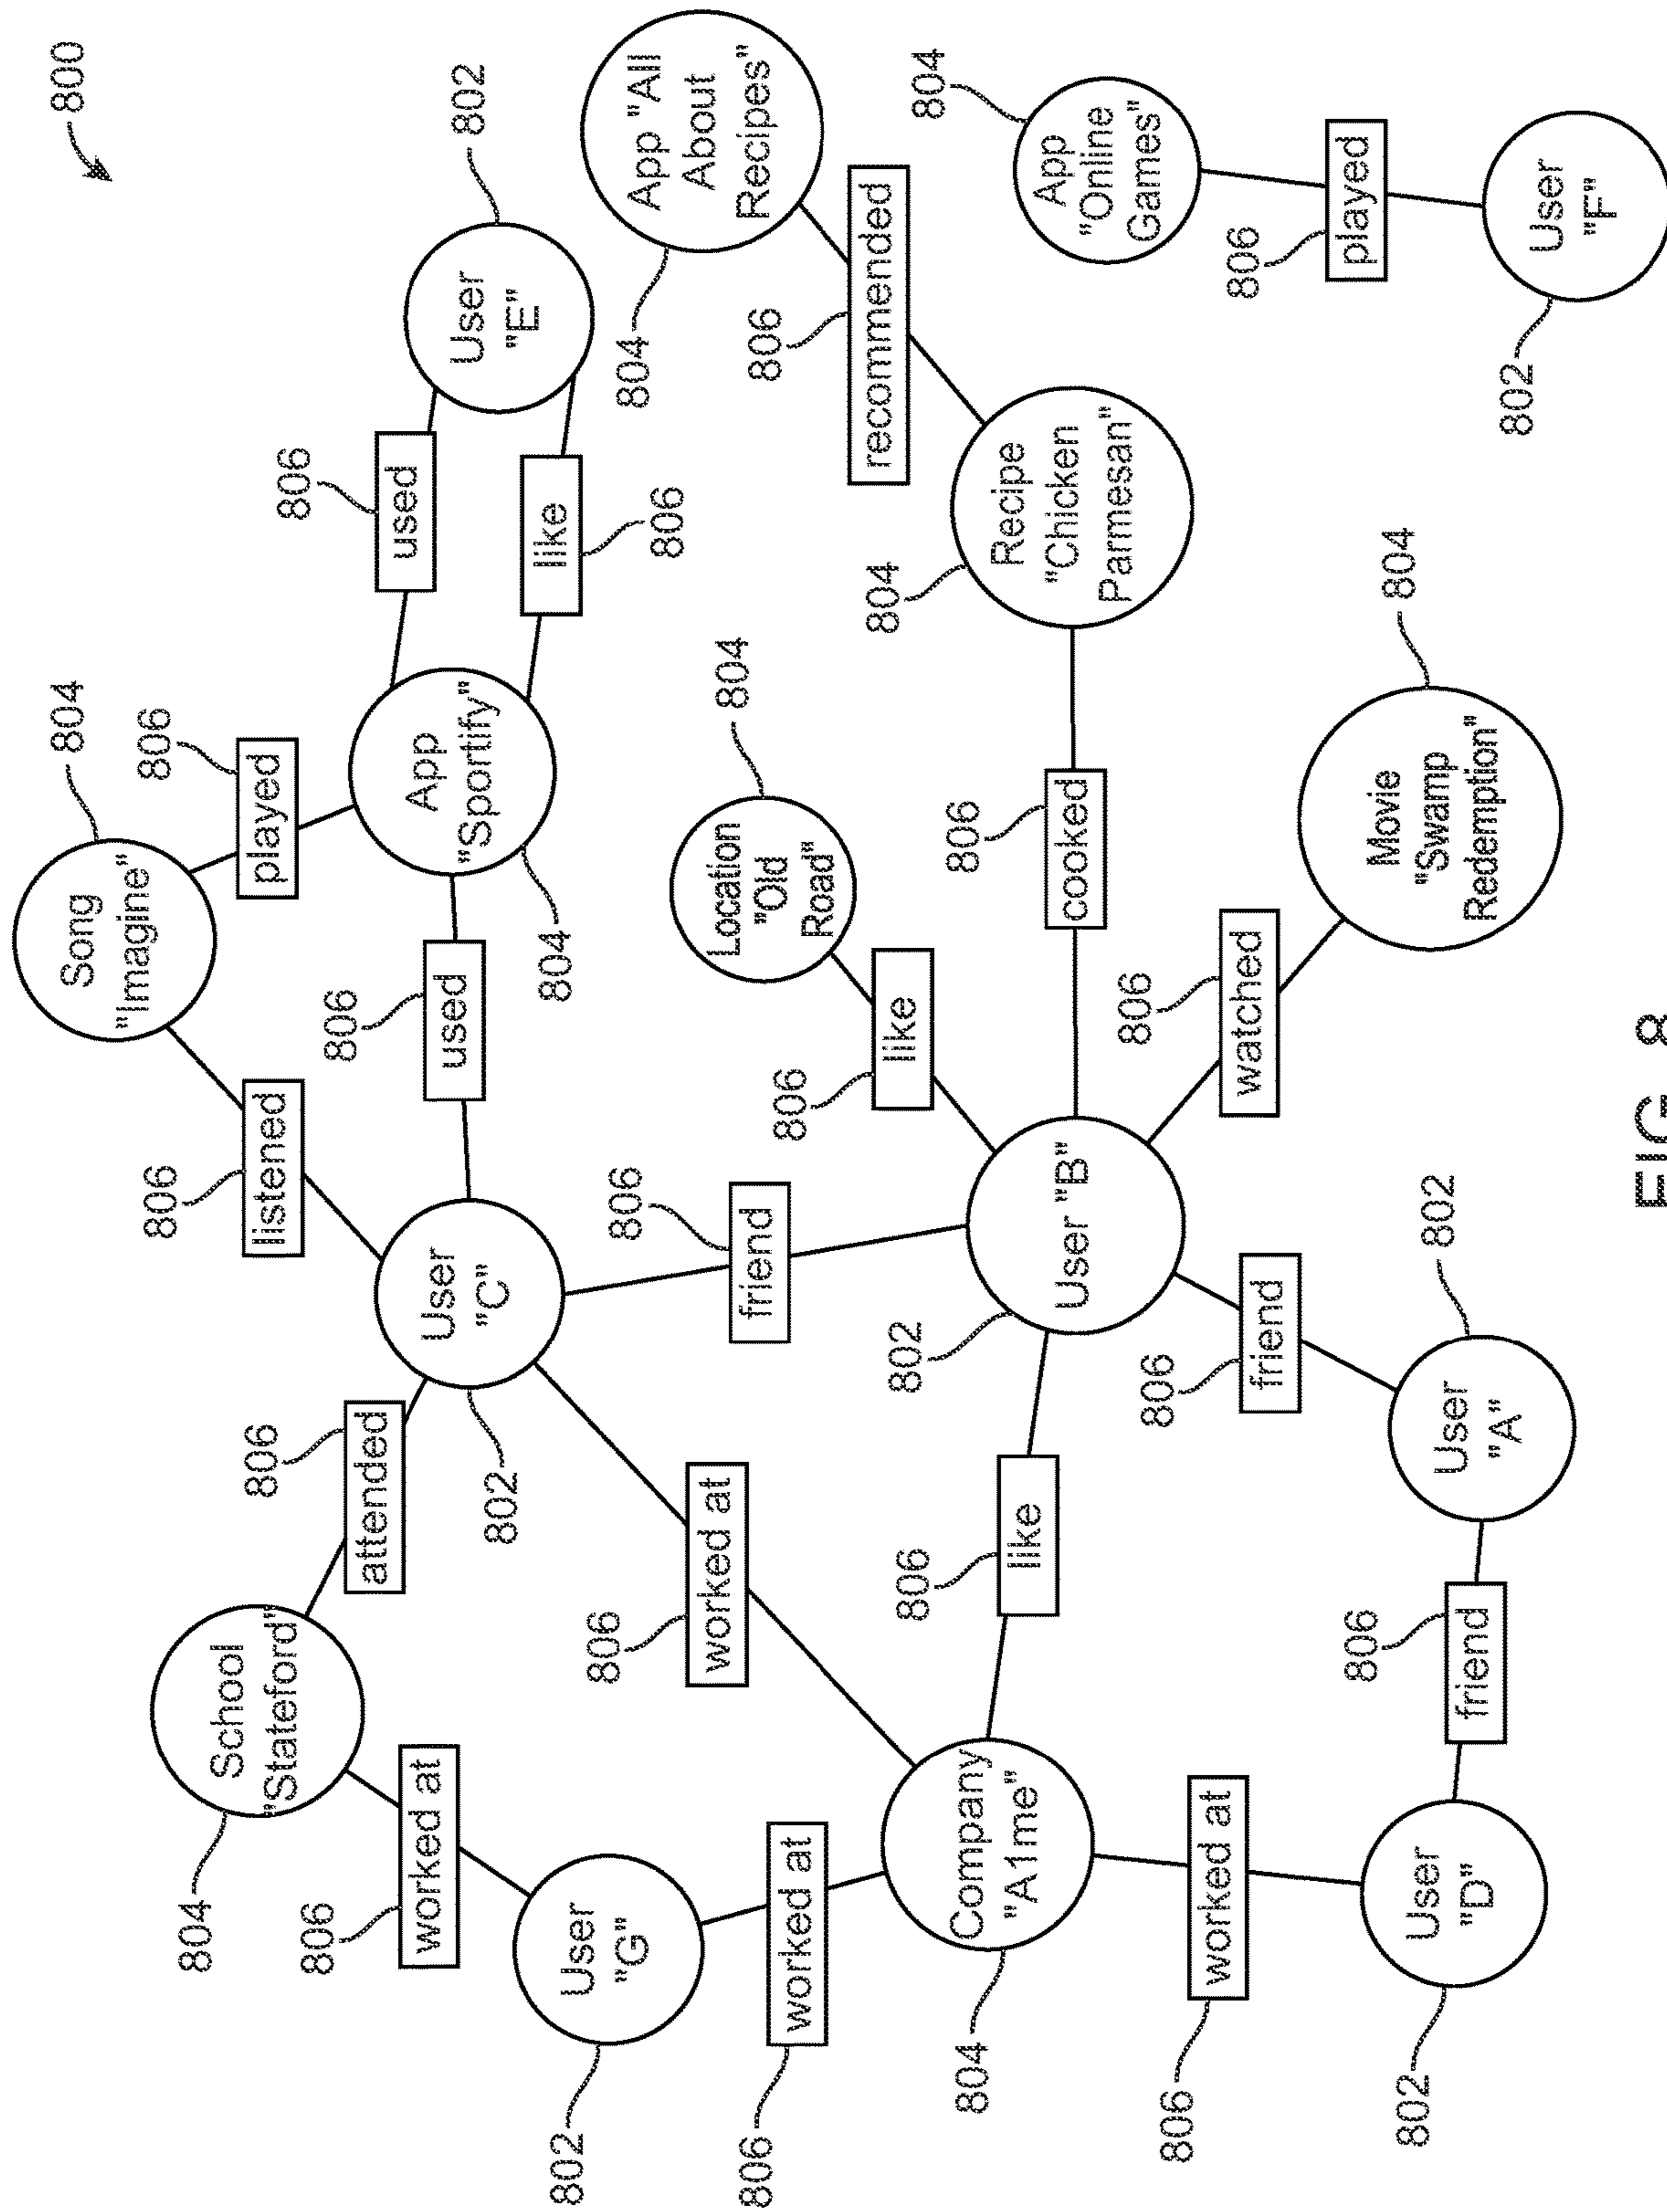 800
804
Song
"Imagine"
806
806
804
School
"Stateford"
806
listened
played
806
806
attended
806
used
806
worked at
User
"C"
used
App
"Sportify"
User
"E"
802
802
804
like
806
802
User
"G"
806
worked at
806
friend
804
804
App "All
About
Recipes"
806
806
worked at
806
like
Location
"Old
Road"
recommended
804
804
Company
"A1me"
806
like
802
User "B"
806
cooked
804
Recipe
"Chicken
Parmesan"
804
App
"Online
Games"
806
worked at
806
friend
806
watched
806
played
802
User
"D"
806
friend
User
"A"
802
Movie
"Swamp
Redemption"
804
802
User
"F"
FIG. 8